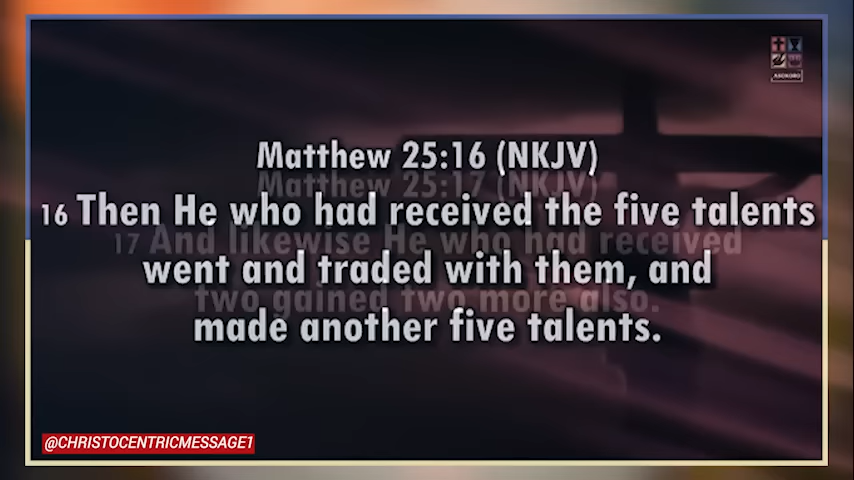 ASOKORO
Matthew 25:16 (NKJV)
Matthew 25:17 (NKJV)
16 Then He who had received the five talents
17 And likewise He who had received
went and traded with them, and
two gained two more also.
made another five talents.
@CHRISTOCENTRICMESSAGE1